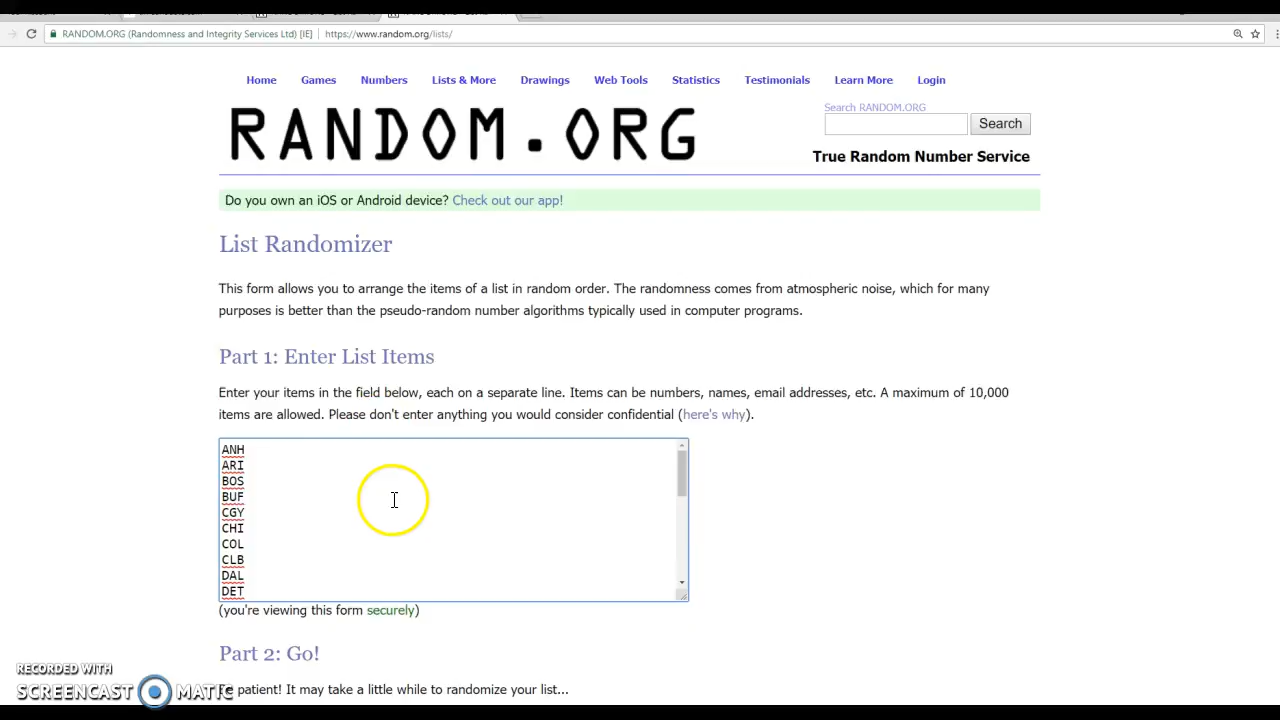 RANDOM.ORG (Randomness and Integrity Services Ltd) [IE] https://www.random.org/lists/
Home Games Numbers Lists & More Drawings Web Tools Statistics Testimonials Learn More Login
RANDOM.ORG
Search RANDOM.ORG
Search
True Random Number Service
Do you own an iOS or Android device? Check out our app!
List Randomizer
This form allows you to arrange the items of a list in random order. The randomness comes from atmospheric noise, which for many
purposes is better than the pseudo-random number algorithms typically used in computer programs.
Part 1: Enter List Items
Enter your items in the field below, each on a separate line. Items can be numbers, names, email addresses, etc. A maximum of 10,000
items are allowed. Please don't enter anything you would consider confidential (here's why).
ANH
ARI
BOS
BUF
CGY
CHI
COL
CLB
DAL
DET
(you're viewing this form securely)
Part 2: Go!
patient! It may take a little while to randomize your list...
RECORDED WITH
SCREENCAST MATIC